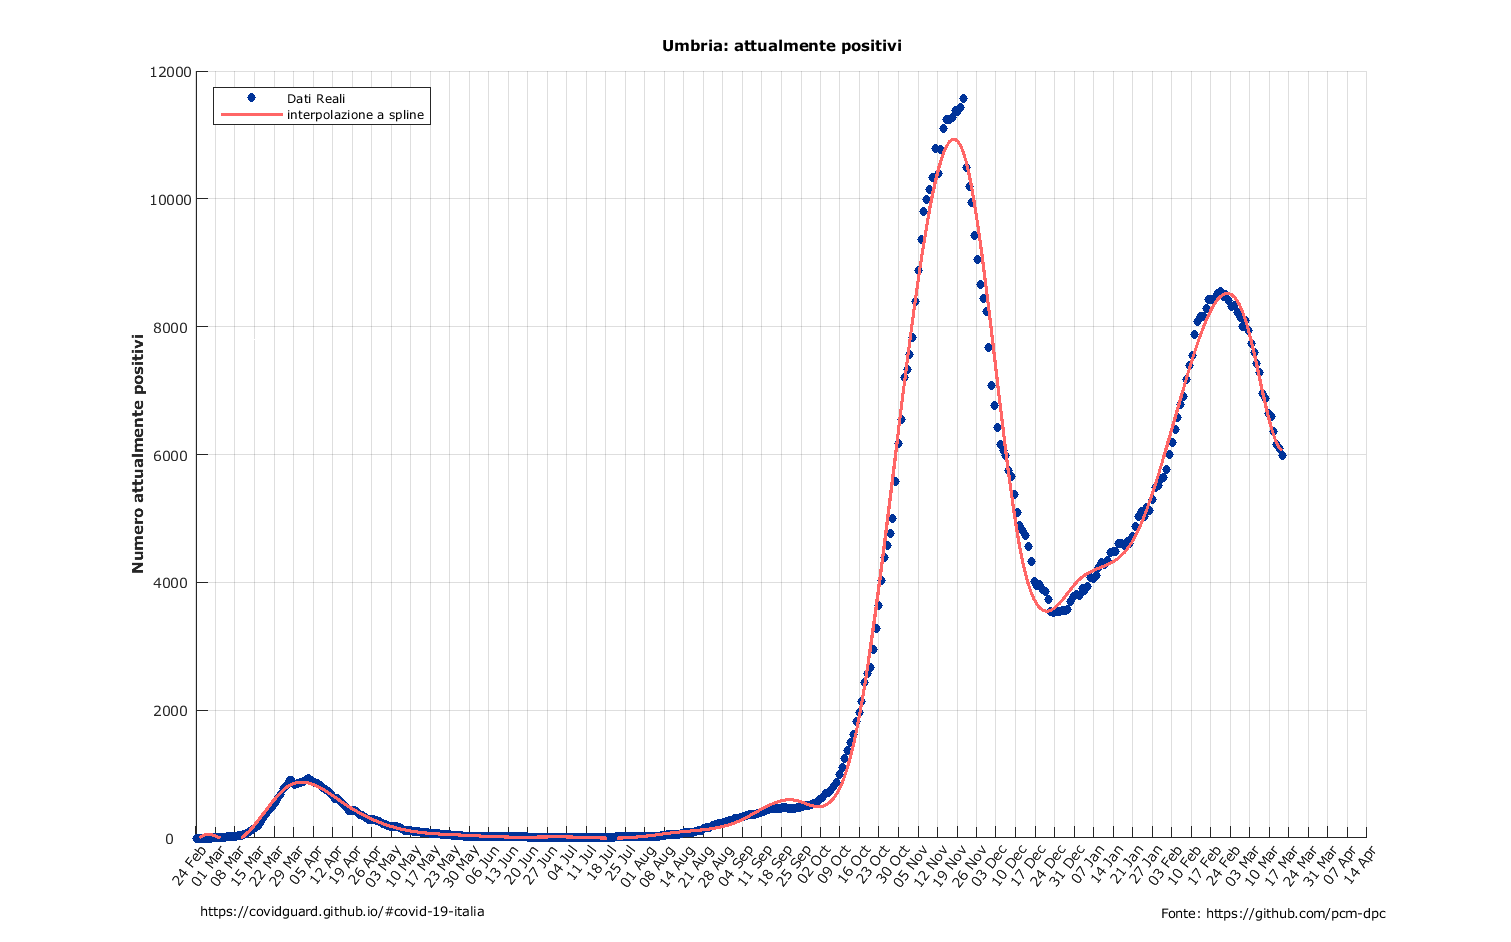 Umbria: attualmente positivi
Dati Reali
interpolazione a spline
Numero attualmente positivi
12000
10000
8000
6000
4000
2000
0
24 Feb
01 Mar
08 Mar
15 Mar
22 Mar
29 Mar
05 Apr
12 Apr
19 Apr
26 Apr
03 May
10 May
17 May
23 May
30 May
06 Jun
13 Jun
20 Jun
27 Jun
04 Jul
11 Jul
18 Jul
25 Jul
01 Aug
08 Aug
14 Aug
21 Aug
28 Aug
04 Sep
11 Sep
18 Sep
25 Sep
02 Oct
09 Oct
16 Oct
23 Oct
30 Oct
05 Nov
12 Nov
19 Nov
26 Nov
03 Dec
10 Dec
17 Dec
24 Dec
31 Dec
07 Jan
14 Jan
21 Jan
27 Jan
03 Feb
10 Feb
17 Feb
24 Feb
03 Mar
10 Mar
17 Mar
24 Mar
31 Mar
07 Apr
14 Apr
https://covidguard.github.io/#covid-19-italia
Fonte: https://github.com/pcm-dpc